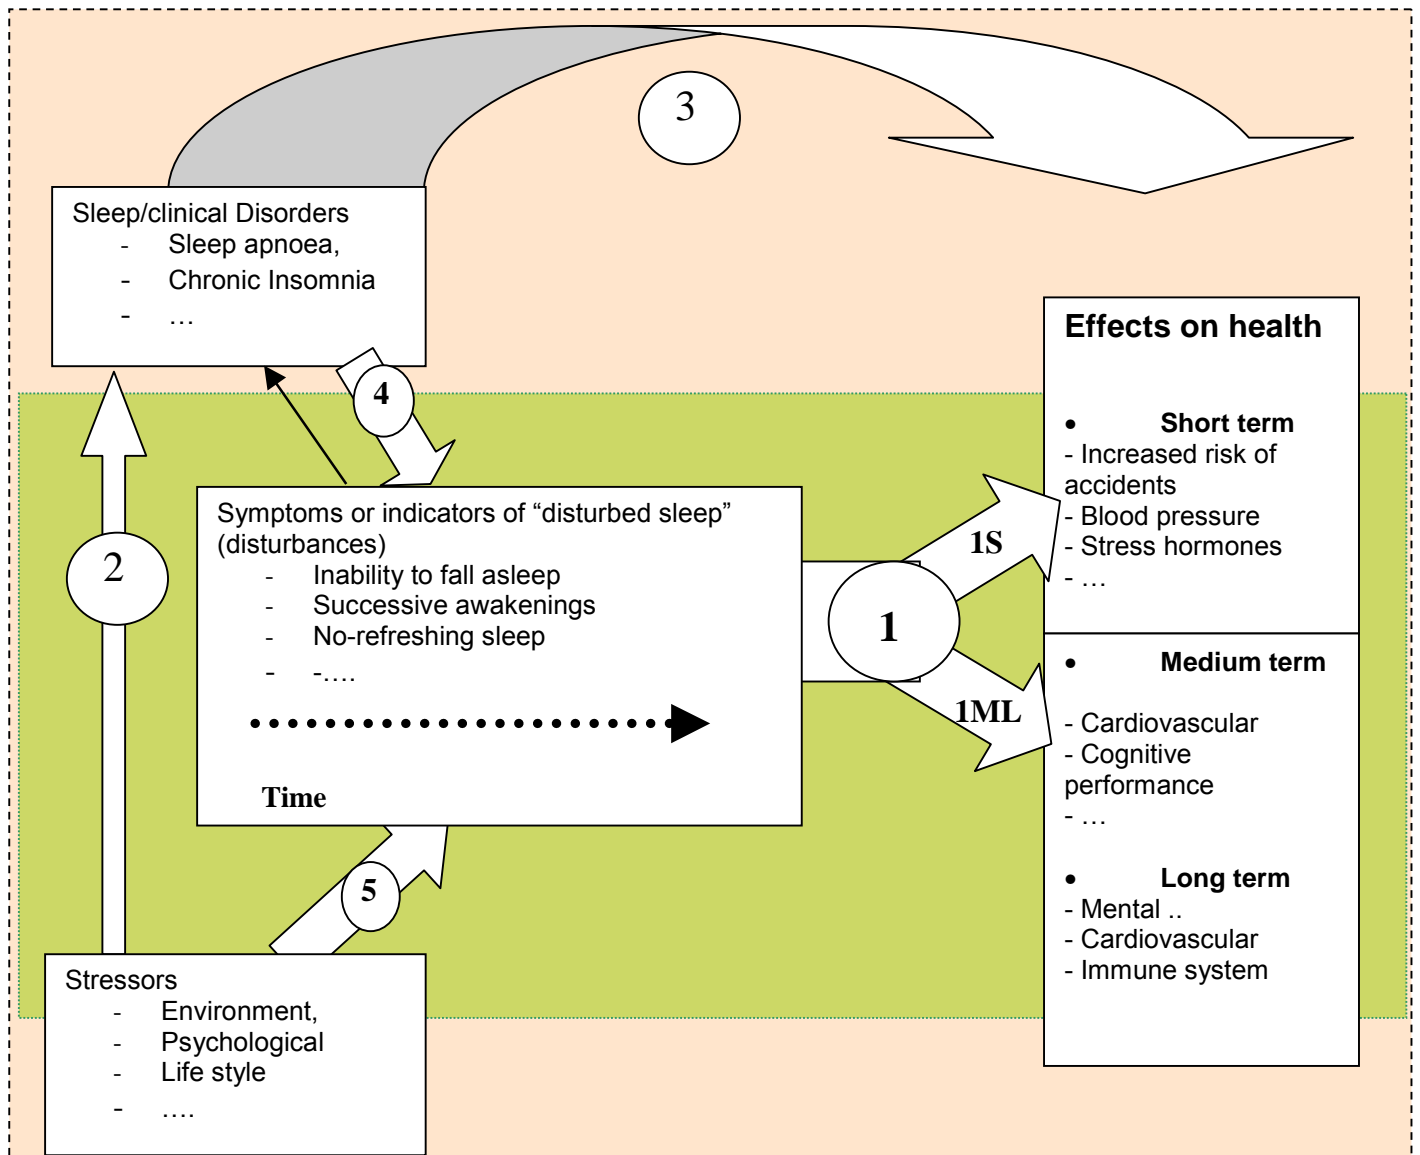 3
Sleep/clinical Disorders
- Sleep apnoea,
- Chronic Insomnia
- …
4
2
Symptoms or indicators of “disturbed sleep”
(disturbances)
- Inability to fall asleep
- Successive awakenings
- No-refreshing sleep
- -....
Time
5
Stressors
- Environment,
- Psychological
- Life style
- ....
1
1S
1ML
Effects on health
• Short term
- Increased risk of
accidents
- Blood pressure
- Stress hormones
- …
• Medium term
- Cardiovascular
- Cognitive
performance
- …
• Long term
- Mental ..
- Cardiovascular
- Immune system